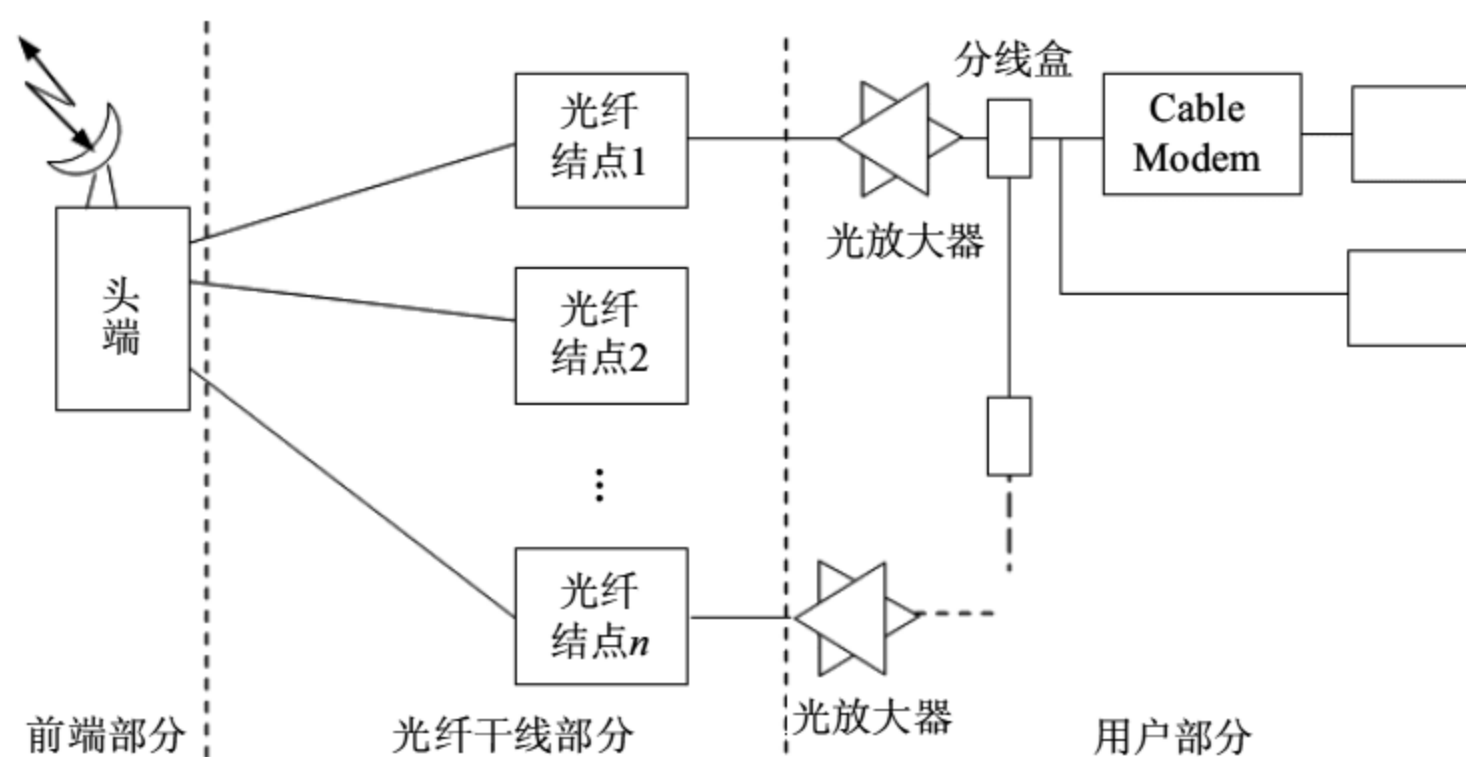 分线盒
光纤
结点1
Cable
Modem
光放大器
头
端
光纤
结点2
光纤
结点n
光放大器
前端部分
光纤干线部分
用户部分